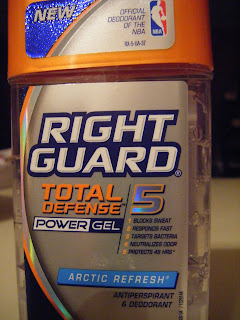 NEW
OFFICIAL
DEODORANT OF
THE NBA
NBA
RIGHT
GUARD®
TOTAL 5
DEFENSE
POWER GEL
BLOCKS SWEAT
RESPONDS FAST
TARGETS BACTERIA
NEUTRALIZES ODOR
PROTECTS 48 HRS*
ARCTIC REFRESH®
ANTIPERSPIRANT
& DEODORANT